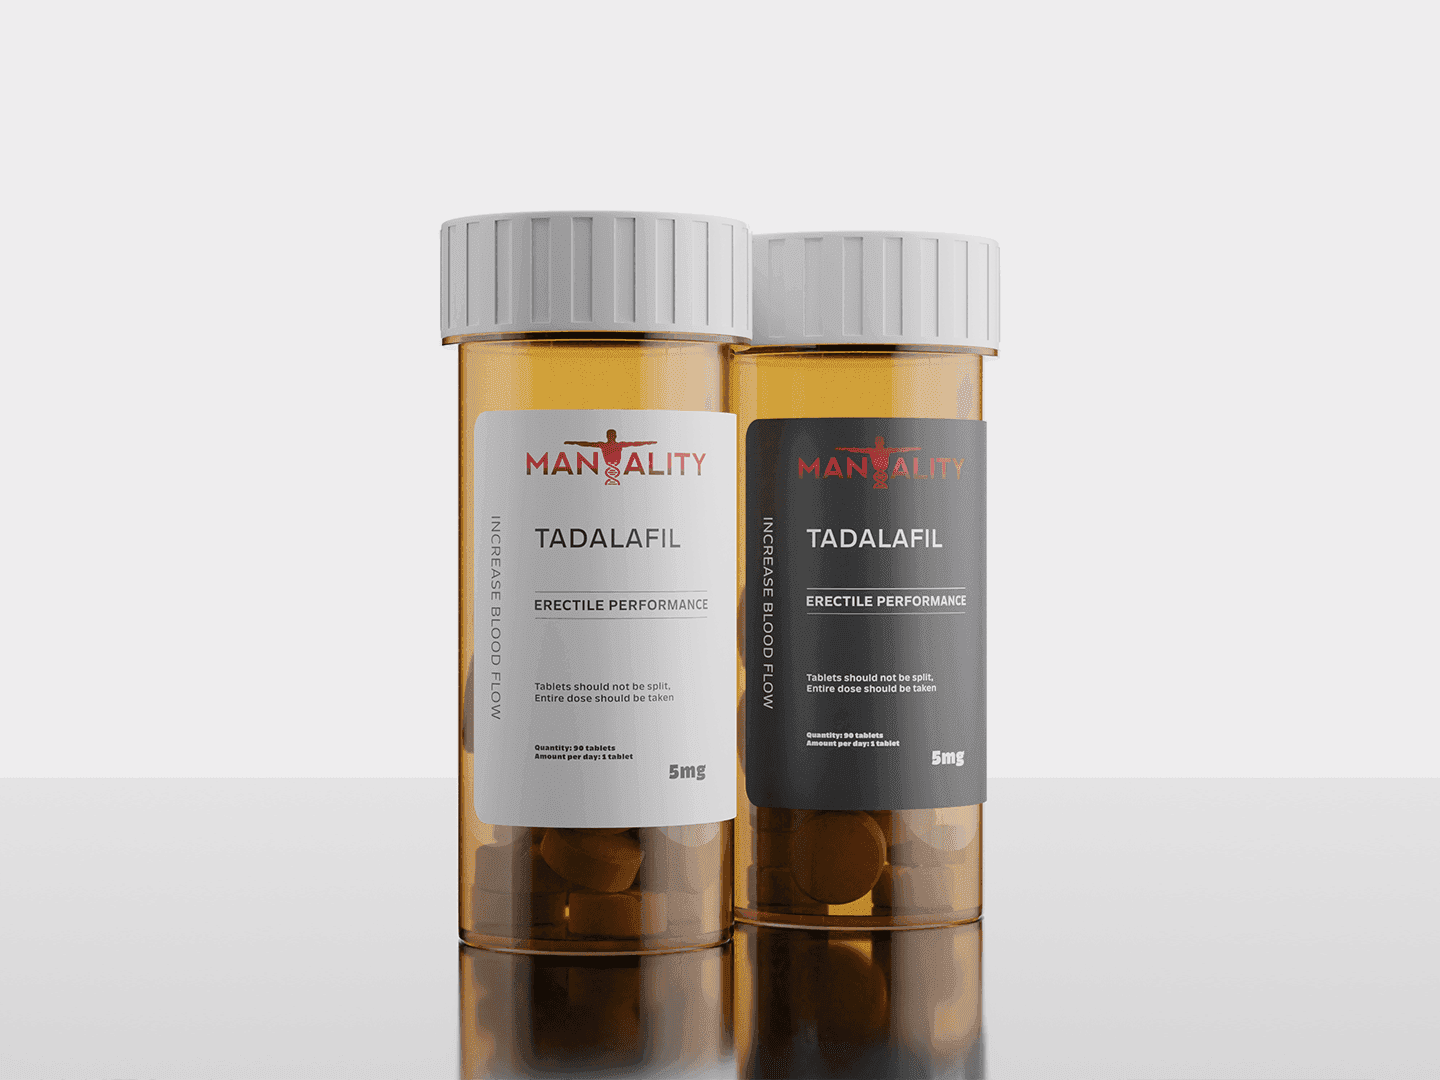 MANTALITY
TADALAFIL
ERECTILE PERFORMANCE
INCREASE BLOOD FLOW
Tablets should not be split,
Entire dose should be taken
Quantity: 90 tablets
Amount per day: 1 tablet
5mg
MANTALITY
TADALAFIL
ERECTILE PERFORMANCE
INCREASE BLOOD FLOW
Tablets should not be split,
Entire dose should be taken
Quantity: 90 tablets
Amount per day: 1 tablet
5mg